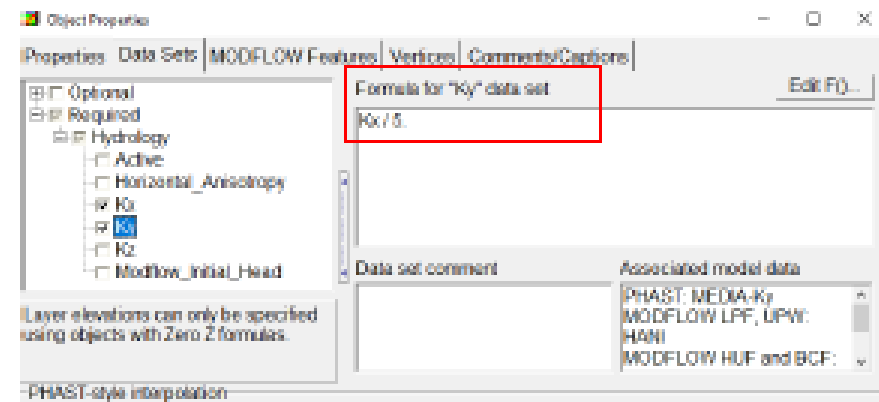 Object Properties
Properties Data Sets MODFLOW Features Vertices Comments/Captions
Optional
Required
Hydrology
Active
Horizontal_Anisotropy
Kx
Ky
Kz
Modflow_Initial_Head
Layer elevations can only be specified
using objects with Zero Z formulas.
Formula for "Ky" data set
Edit F()...
Kx / 5.
Data set comment
Associated model data
PHAST: MEDIA-Ky
MODFLOW LPF, UPW:
HANI
MODFLOW HUF and BCF:
PHAST-style interpolation